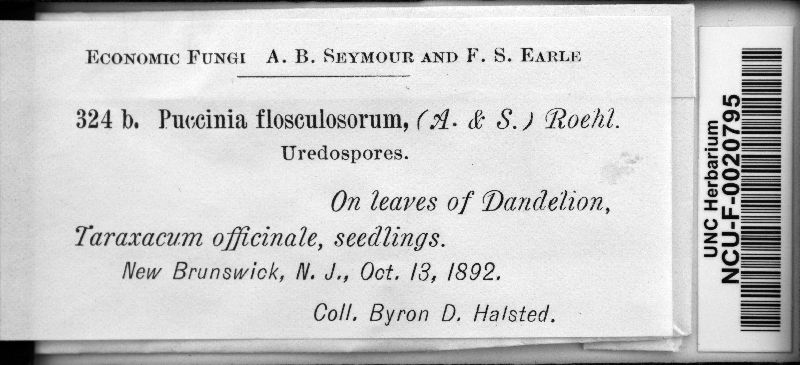 ECONOMIC FUNGI A. B. SEYMOUR AND F. S. EARLE
324 b. Puccinia flosculosorum, (A. & S.) Roehl.
Uredospores.
On leaves of Dandelion,
Taraxacum officinale, seedlings.
New Brunswick, N. J., Oct. 13, 1892.
Coll. Byron D. Halsted.
UNC Herbarium
NCU-F-0020795